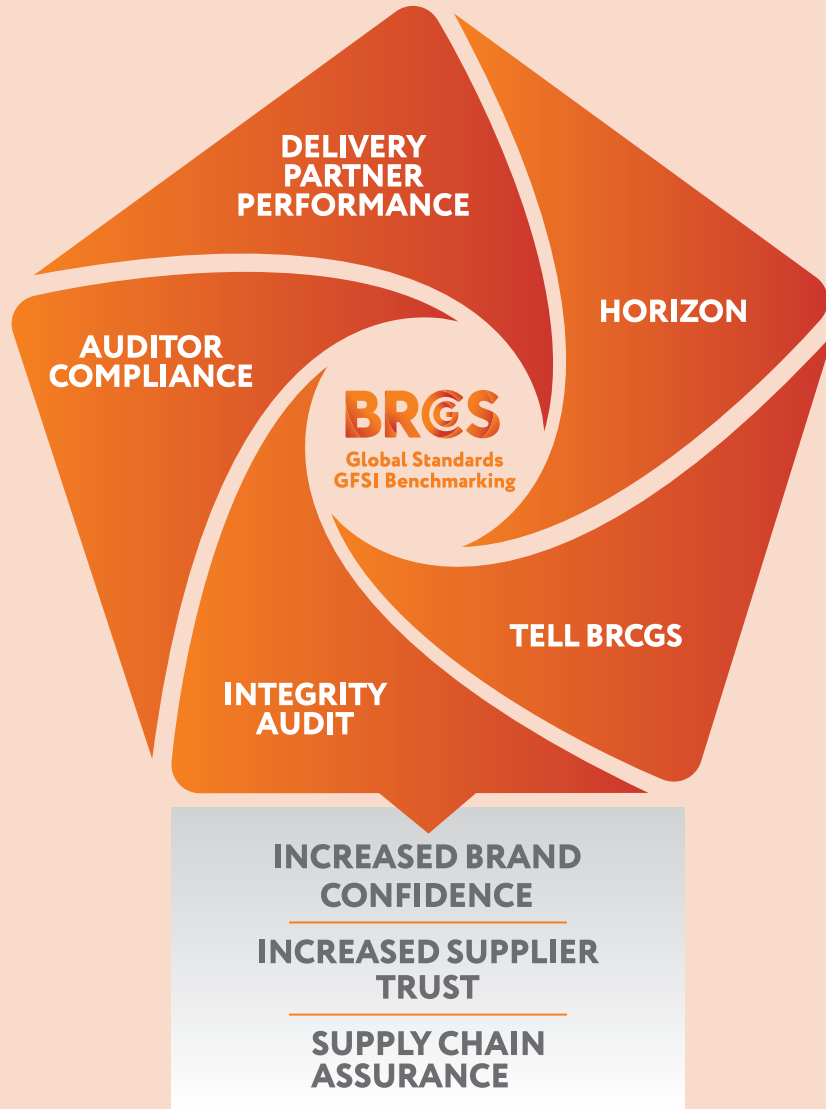 DELIVERY
PARTNER
PERFORMANCE
HORIZON
AUDITOR
COMPLIANCE
BRCGS
Global Standards
GFSI Benchmarking
TELL BRCGS
INTEGRITY
AUDIT
INCREASED BRAND
CONFIDENCE
INCREASED SUPPLIER
TRUST
SUPPLY CHAIN
ASSURANCE